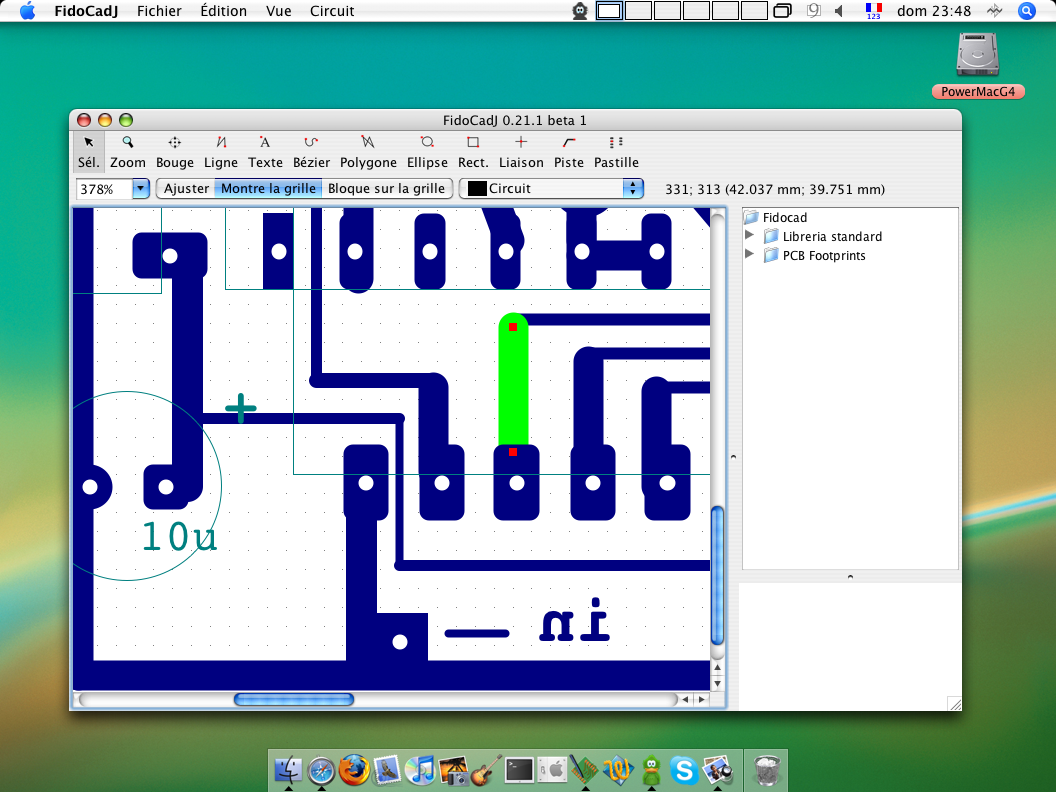 FidoCadJ Fichier Édition Vue Circuit 9 123 dom 23:48
PowerMacG4
FidoCadJ 0.21.1 beta 1
Sél. Zoom Bouge Ligne Texte Bézier Polygone Ellipse Rect. Liaison Piste Pastille
378% Ajuster Montre la grille Bloque sur la grille Circuit 331; 313 (42.037 mm; 39.751 mm)
Fidocad
Libreria standard
PCB Footprints
10u
in